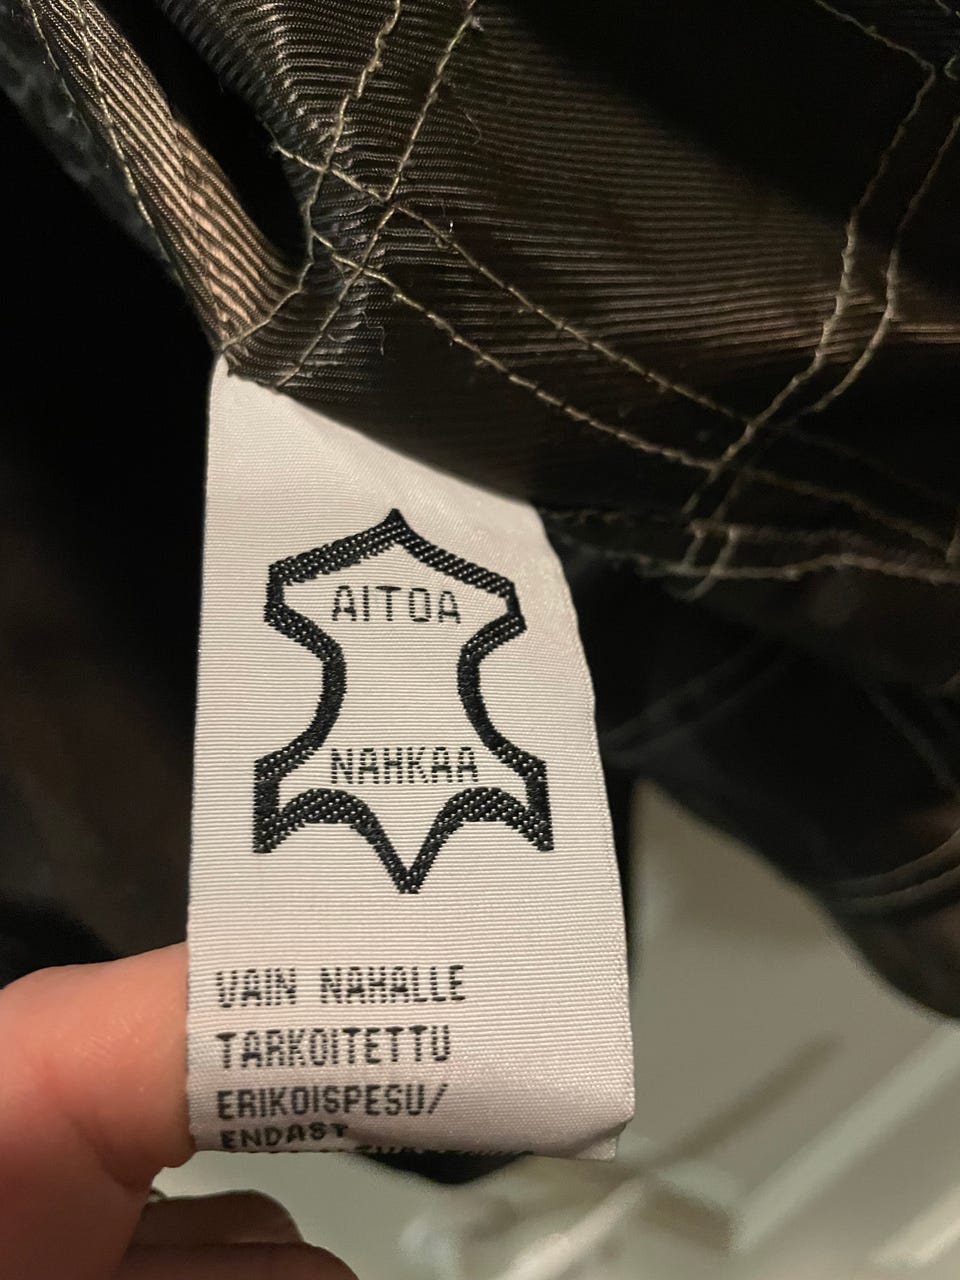 AITOA
NAHKAA
VAIN NAHALLE
TARKOITETTU
ERIKOISPESU/
ENDAST